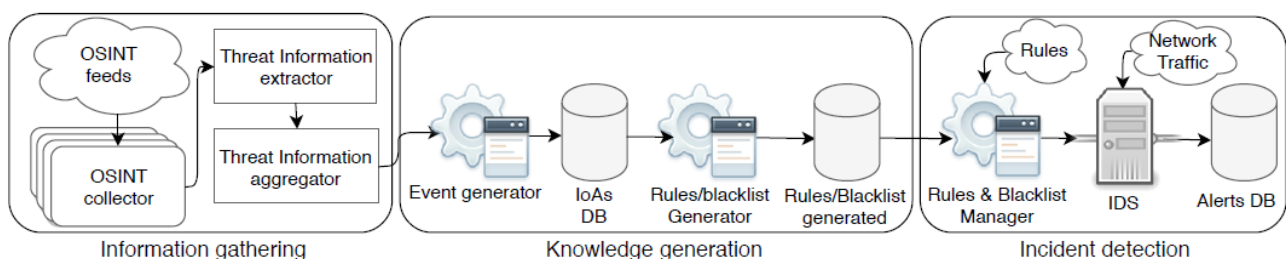 OSINT
feeds
OSINT
collector
Threat Information
extractor
Threat Information
aggregator
Information gathering
Event generator
IoAs
DB
Rules/blacklist
Generator
Rules/Blacklist
generated
Knowledge generation
Rules
Network
Traffic
Rules & Blacklist
Manager
IDS
Alerts DB
Incident detection